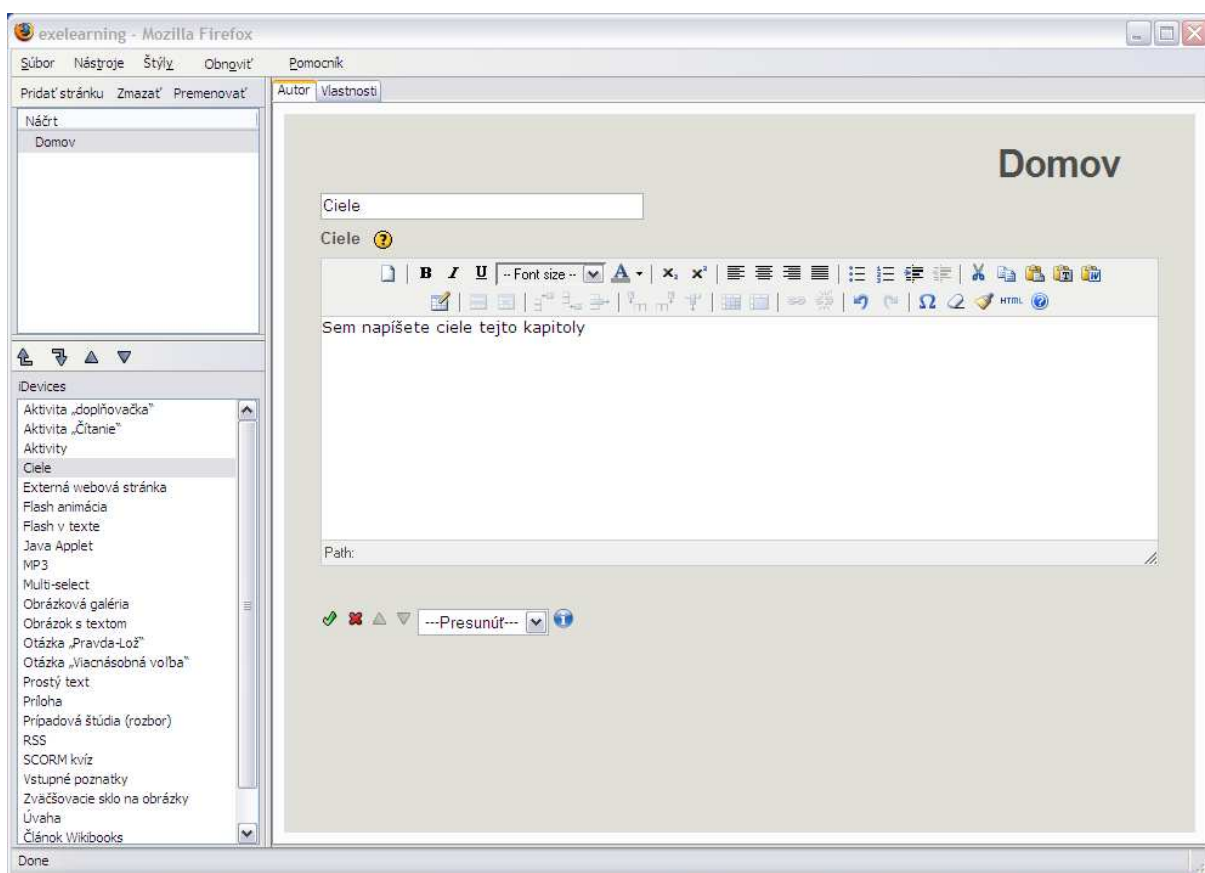 exelearning - Mozilla Firefox
Súbor Nástroje Štýly Obnoviť Pomocník
Pridať stránku Zmazať Premenovať
Autor Vlastnosti
Náčrt
Domov
Domov
Ciele
Ciele ?
B I U -- Font size -- A x₂ x²
HTML
Sem napíšete ciele tejto kapitoly
Path:
---Presunúť---
iDevices
Aktivita „doplňovačka“
Aktivita „Čítanie“
Aktivity
Ciele
Externá webová stránka
Flash animácia
Flash v texte
Java Applet
MP3
Multi-select
Obrázková galéria
Obrázok s textom
Otázka „Pravda-Lož“
Otázka „Viacnásobná voľba“
Prostý text
Príloha
Prípadová štúdia (rozbor)
RSS
SCORM kvíz
Vstupné poznatky
Zväčšovacie sklo na obrázky
Úvaha
Článok Wikibooks
Done